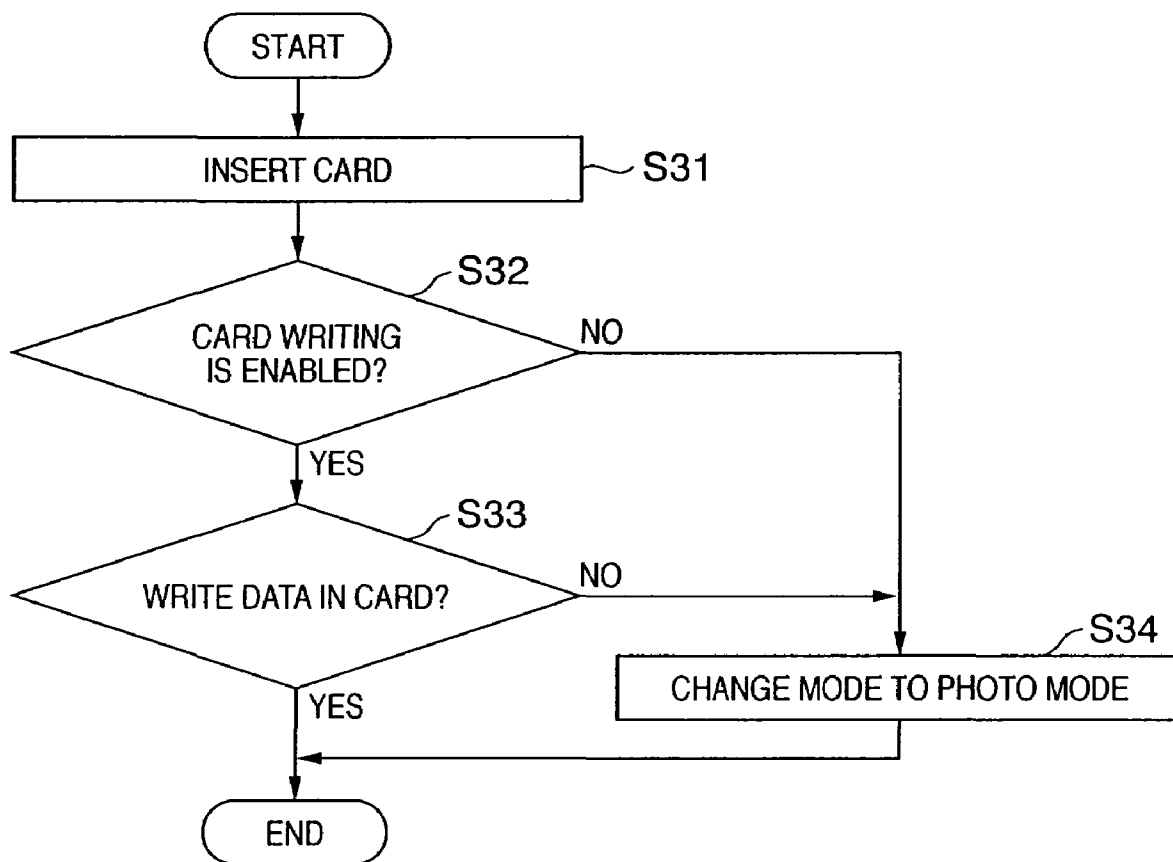 START
INSERT CARD
S31
S32
CARD WRITING
IS ENABLED?
NO
YES
S33
WRITE DATA IN CARD?
NO
S34
YES
CHANGE MODE TO PHOTO MODE
END